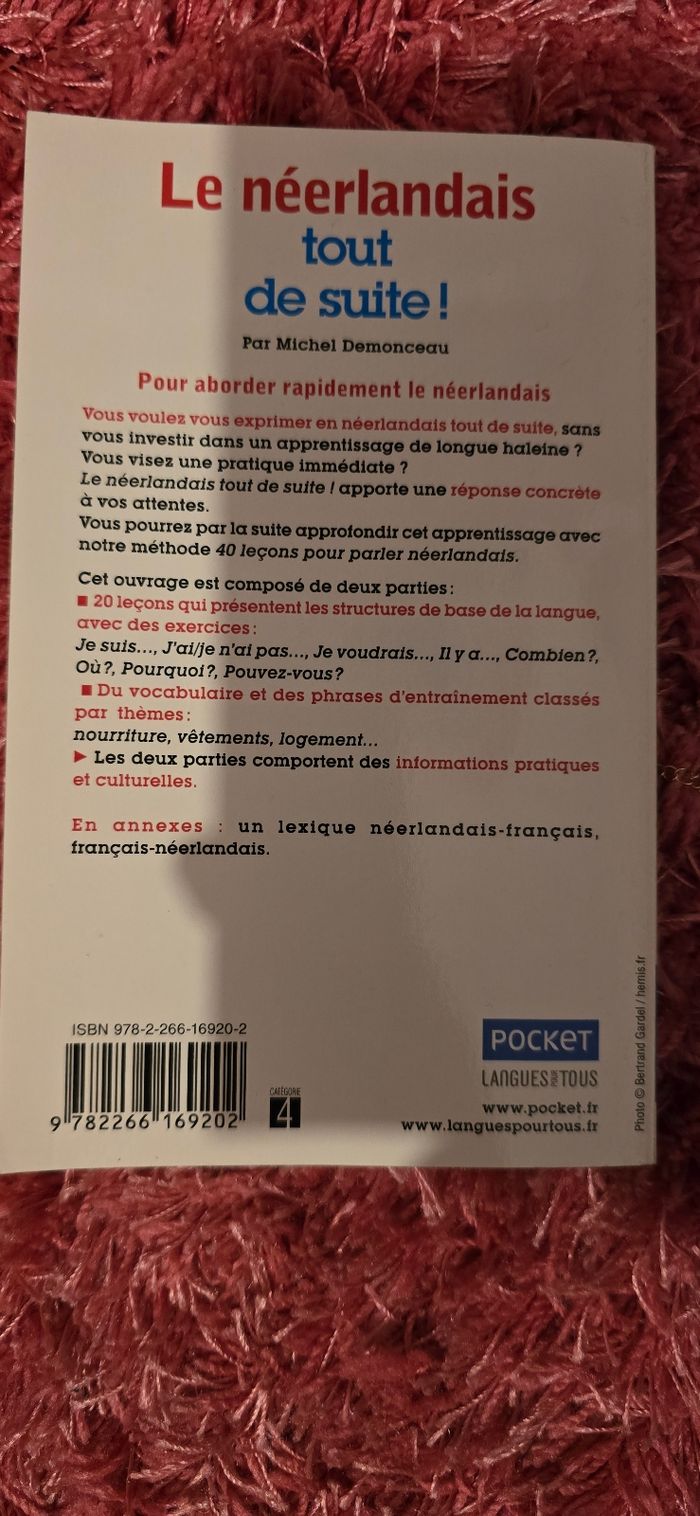 Le néerlandais
tout
de suite !
Par Michel Demonceau
Pour aborder rapidement le néerlandais
Vous voulez vous exprimer en néerlandais tout de suite, sans
vous investir dans un apprentissage de longue haleine ?
Vous visez une pratique immédiate ?
Le néerlandais tout de suite ! apporte une réponse concrète
à vos attentes.
Vous pourrez par la suite approfondir cet apprentissage avec
notre méthode 40 leçons pour parler néerlandais.
Cet ouvrage est composé de deux parties :
■ 20 leçons qui présentent les structures de base de la langue,
avec des exercices :
Je suis..., J'ai/je n'ai pas..., Je voudrais..., Il y a..., Combien ?,
Où ?, Pourquoi ?, Pouvez-vous ?
■ Du vocabulaire et des phrases d'entraînement classés
par thèmes :
nourriture, vêtements, logement...
► Les deux parties comportent des informations pratiques
et culturelles.
En annexes : un lexique néerlandais-français,
français-néerlandais.
ISBN 978-2-266-16920-2
9 782266 169202
CATÉGORIE
4
POCKET
LANGUES POUR TOUS
www.pocket.fr
www.languespourtous.fr
Photo © Bertrand Gardel / hemis.fr